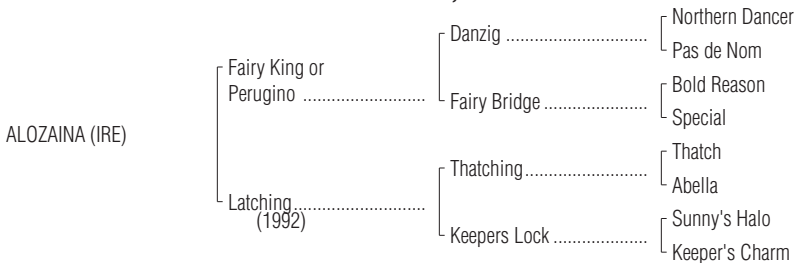 Northern Dancer
Danzig
Pas de Nom
Fairy King or
Perugino
Bold Reason
Fairy Bridge
Special
ALOZAINA (IRE)
Thatch
Thatching
Abella
Latching
(1992)
Sunny's Halo
Keepers Lock
Keeper's Charm